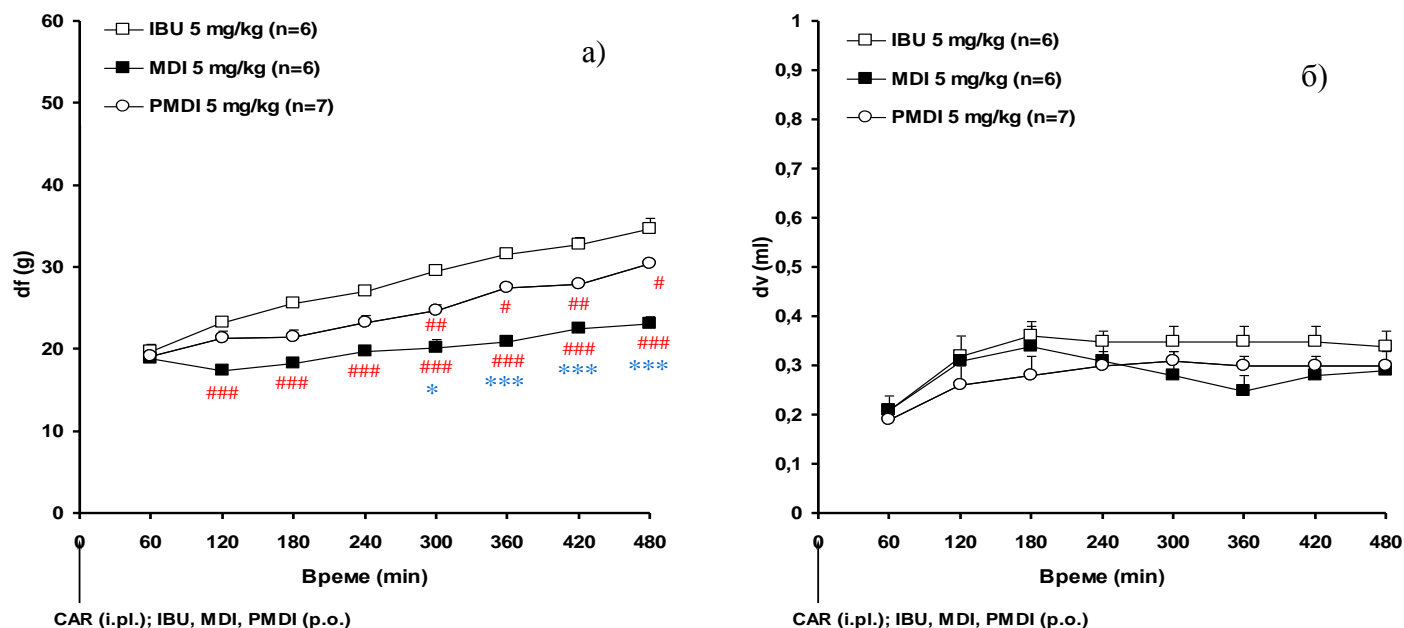 60
50
40
30
20
10
0
df (g)
IBU 5 mg/kg (n=6)
MDI 5 mg/kg (n=6)
PMDI 5 mg/kg (n=7)
а)
##
#
##
#
###
###
###
###
###
###
###
*
***
***
***
0 60 120 180 240 300 360 420 480
Време (min)
CAR (i.pl.); IBU, MDI, PMDI (p.o.)
1
0,9
0,8
0,7
0,6
0,5
0,4
0,3
0,2
0,1
0
dv (ml)
IBU 5 mg/kg (n=6)
MDI 5 mg/kg (n=6)
PMDI 5 mg/kg (n=7)
б)
0 60 120 180 240 300 360 420 480
Време (min)
CAR (i.pl.); IBU, MDI, PMDI (p.o.)